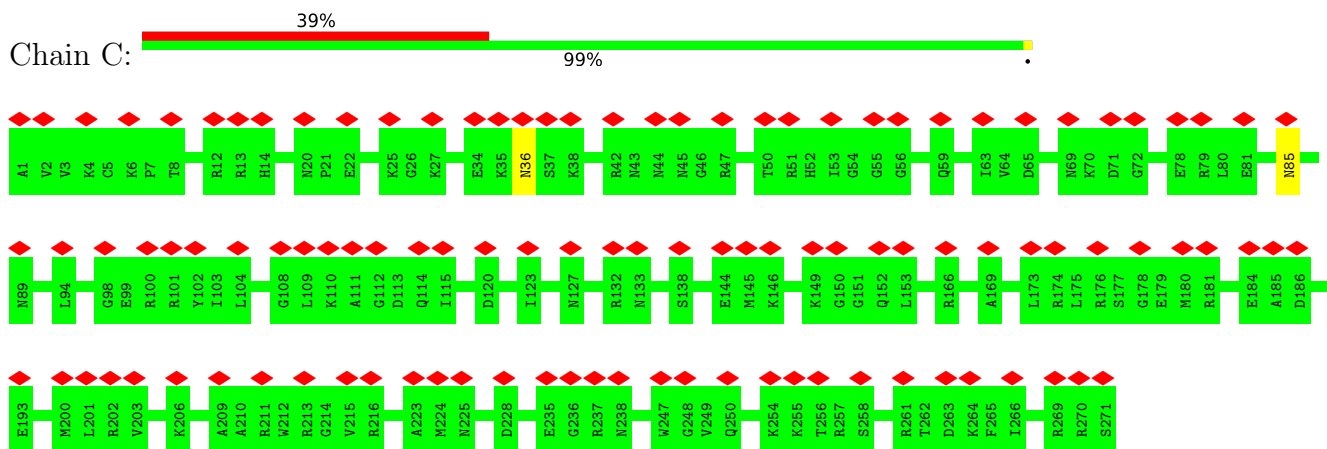 39%
Chain C:
99%
•
A1 V2 V3 K4 C5 K6 P7 T8 R12 R13 H14 N20 P21 E22 K25 G26 K27 E34 K35 N36 S37 K38 R42 N43 N44 N45 G46 R47 T50 R51 H52 I53 G54 G55 G56 Q59 I63 V64 D65 N69 K70 D71 G72 E78 R79 L80 E81 N85
N89 L94 G98 E99 R100 R101 Y102 I103 L104 G108 L109 K110 A111 G112 D113 Q114 I115 D120 I123 N127 R132 N133 S138 E144 M145 K146 K149 G150 G151 Q152 L153 R166 A169 L173 R174 L175 R176 S177 G178 E179 M180 R181 E184 A185 D186
E193 M200 L201 R202 V203 K206 A209 A210 R211 W212 R213 G214 V215 R216 A223 M224 N225 D228 E235 G236 R237 N238 W247 G248 V249 Q250 K254 K255 T256 R257 S258 R261 T262 D263 K264 F265 I266 R269 R270 S271